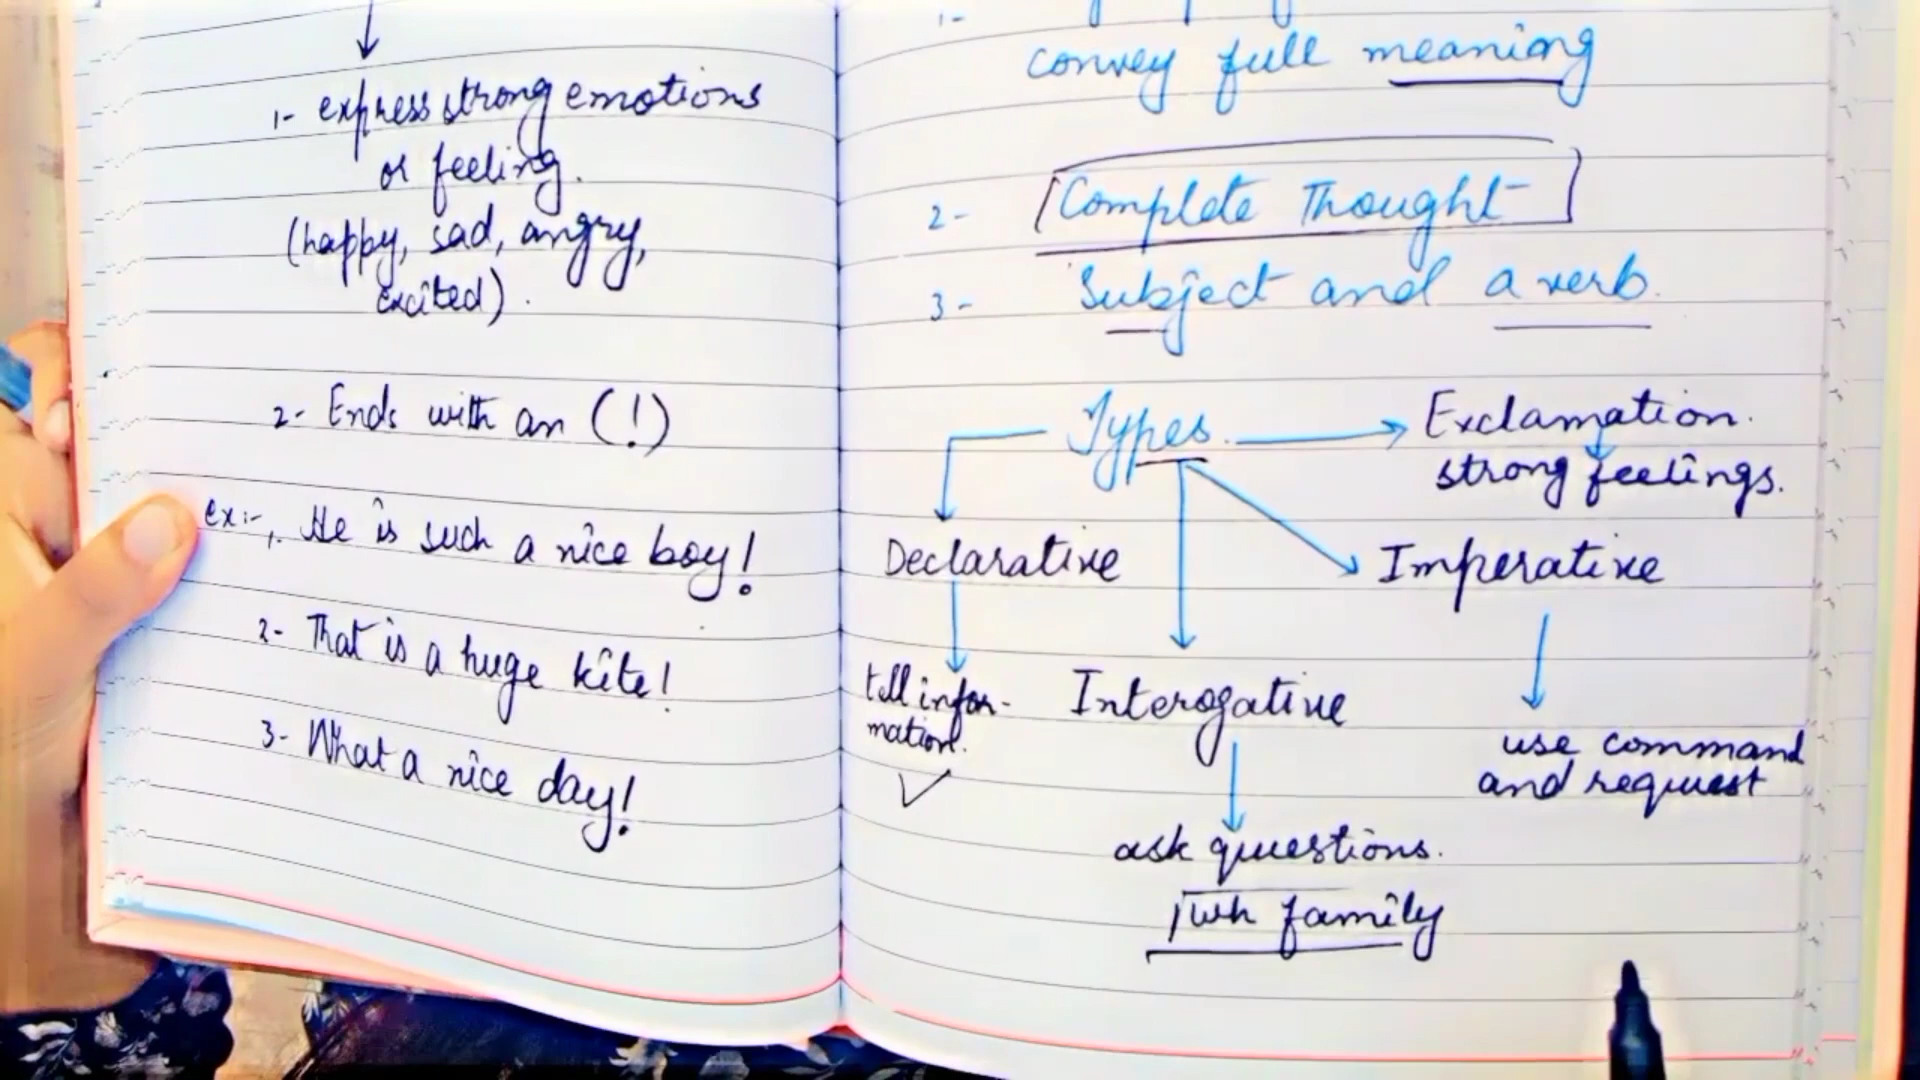 1- express strong emotions
or feeling.
(happy, sad, angry,
excited).
2- Ends with an (!)
ex:- 1. He is such a nice boy!
2- That is a huge kite!
3- What a nice day!
1-
convey full meaning
2- Complete Thought
3- Subject and a verb.
Types.
Exclamation.
strong feelings.
Declarative
Imperative
tell infor-
mation.
Interogative
use command
and request
ask questions.
wh family